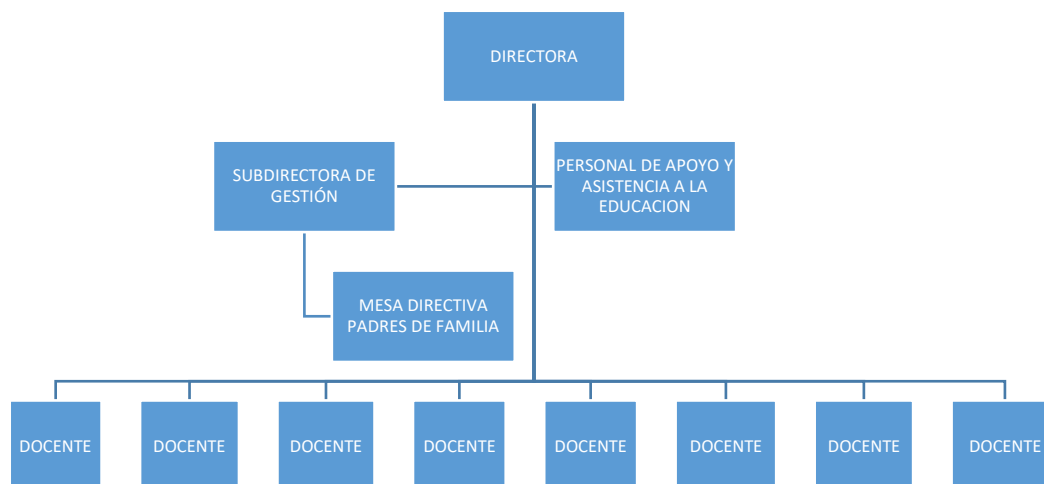 DIRECTORA
SUBDIRECTORA DE
GESTIÓN
PERSONAL DE APOYO Y
ASISTENCIA A LA
EDUCACION
MESA DIRECTIVA
PADRES DE FAMILIA
DOCENTE
DOCENTE
DOCENTE
DOCENTE
DOCENTE
DOCENTE
DOCENTE
DOCENTE